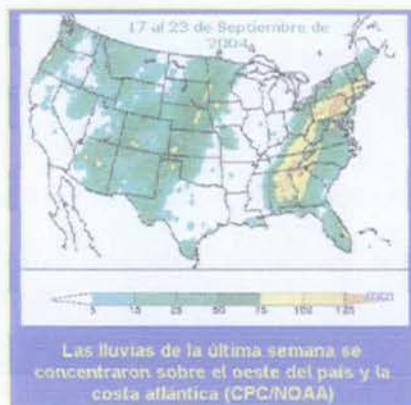 17 al 23 de Septiembre de
2004
5 15 25 50 75 100 125
Las lluvias de la última semana se
concentraron sobre el oeste del país y la
costa atlántica (CPC/NOAA)